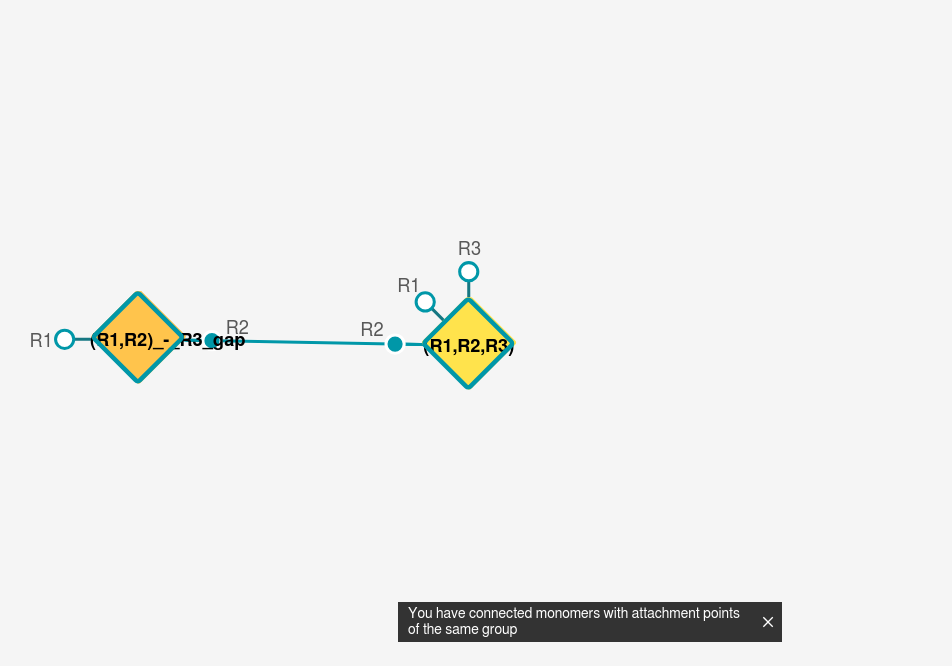 R3
R1
R2
R2
R1
(R1,R2)_-_R3_gap
(R1,R2,R3)
You have connected monomers with attachment points
of the same group